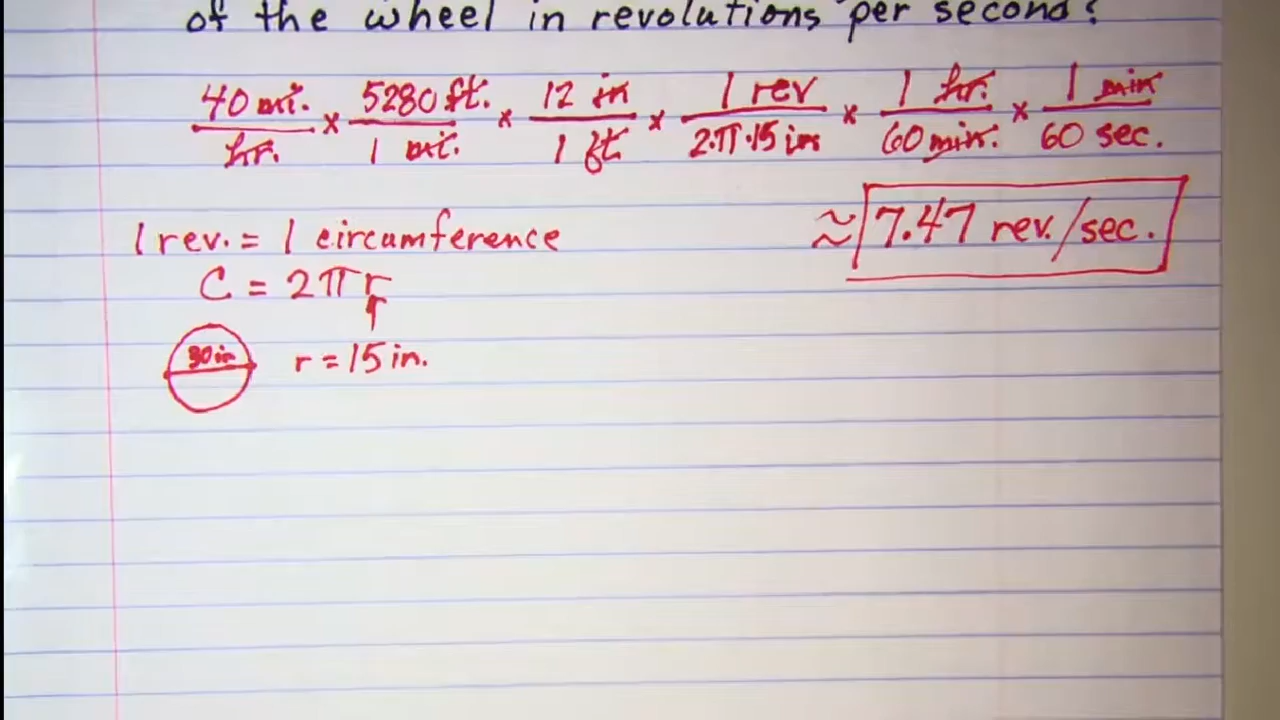 of the wheel in revolutions per second?
40 mi./hr. × 5280 ft./1 mi. × 12 in/1 ft × 1 rev/2·π·15 in × 1 hr./60 min. × 1 min/60 sec.
≈ 7.47 rev./sec.
1 rev. = 1 circumference
C = 2πr
30 in r = 15 in.